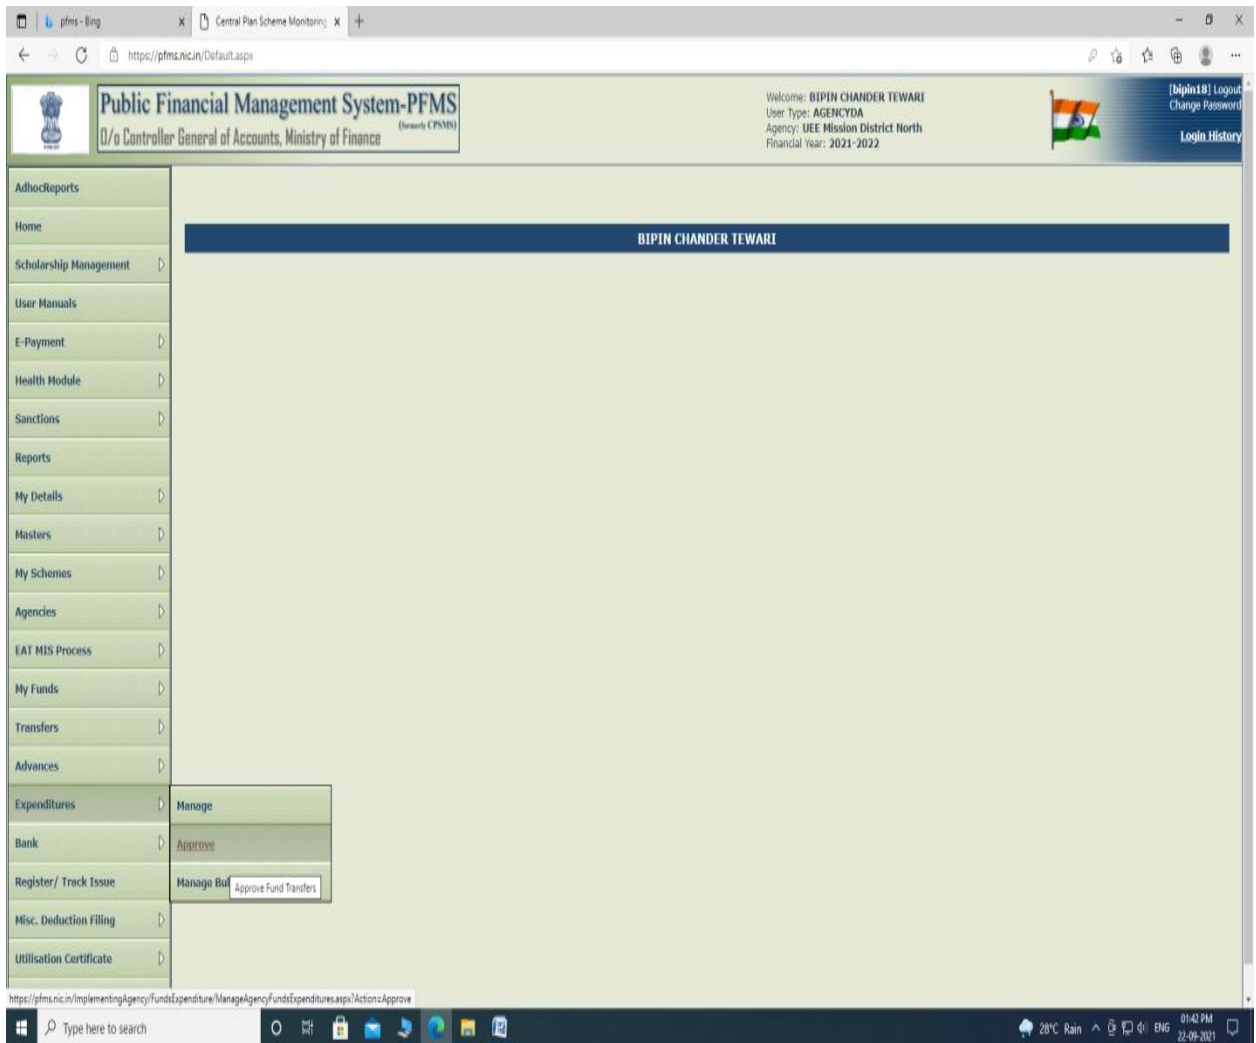 pfms - Bing
Central Plan Scheme Monitoring
https://pfms.nic.in/Default.aspx
Public Financial Management System-PFMS
(formerly CPSMS)
O/o Controller General of Accounts, Ministry of Finance
Welcome: BIPIN CHANDER TEWARI
User Type: AGENCYDA
Agency: UEE Mission District North
Financial Year: 2021-2022
[bipin18] Logout
Change Password
Login History
AdhocReports
Home
BIPIN CHANDER TEWARI
Scholarship Management
User Manuals
E-Payment
Health Module
Sanctions
Reports
My Details
Masters
My Schemes
Agencies
EAT MIS Process
My Funds
Transfers
Advances
Expenditures
Manage
Bank
Approve
Register/ Track Issue
Manage Bul
Approve Fund Transfers
Misc. Deduction Filing
Utilisation Certificate
https://pfms.nic.in/ImplementingAgency/FundsExpenditure/ManageAgencyFundsExpenditures.aspx?Action=Approve
Type here to search
28°C Rain
ENG
01:42 PM
22-09-2021